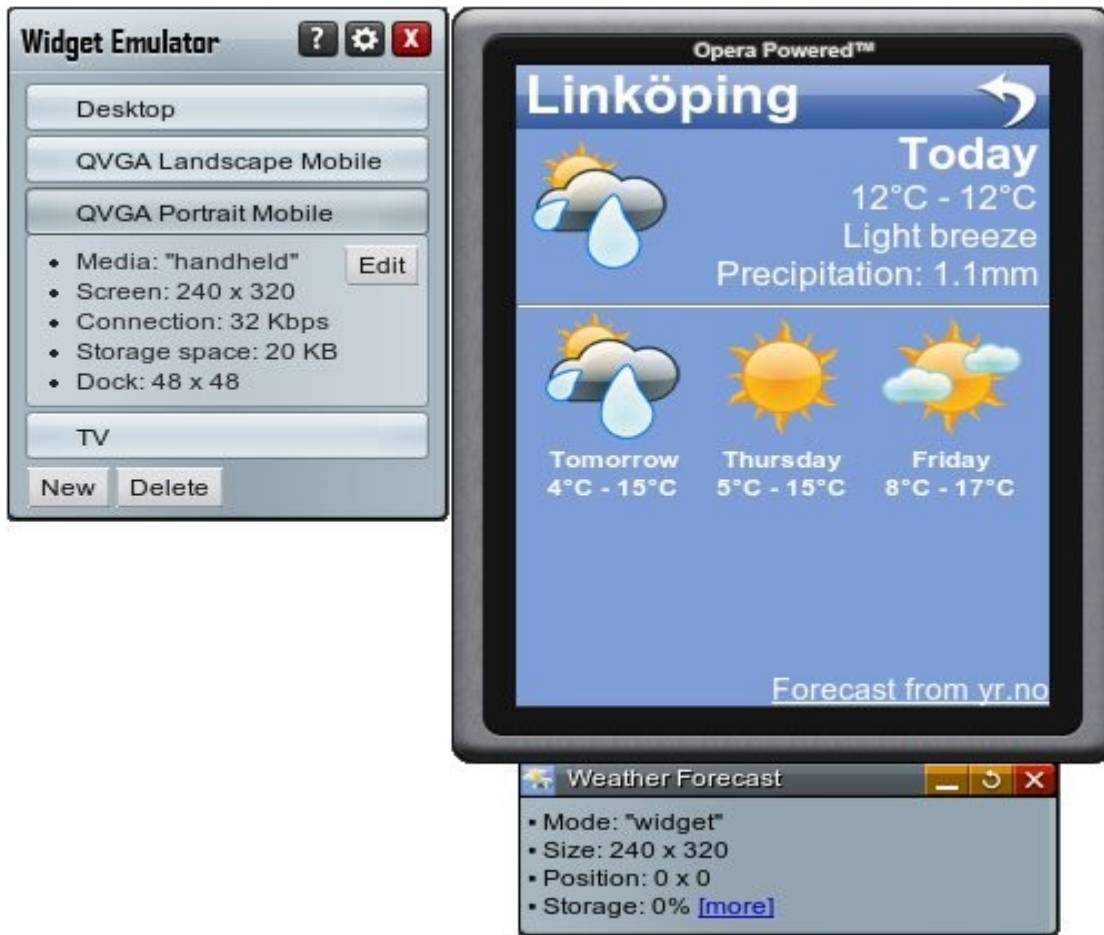 Widget Emulator
?
X
Desktop
QVGA Landscape Mobile
QVGA Portrait Mobile
• Media: "handheld"
Edit
• Screen: 240 x 320
• Connection: 32 Kbps
• Storage space: 20 KB
• Dock: 48 x 48
TV
New Delete
Opera Powered™
Linköping
Today
12°C - 12°C
Light breeze
Precipitation: 1.1mm
Tomorrow Thursday Friday
4°C - 15°C 5°C - 15°C 8°C - 17°C
Forecast from yr.no
Weather Forecast
▪ Mode: "widget"
▪ Size: 240 x 320
▪ Position: 0 x 0
▪ Storage: 0% [more]